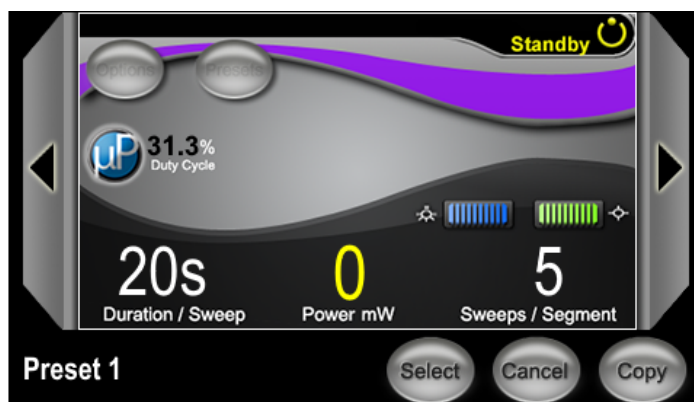 Standby
Options Presets
µP 31.3%
Duty Cycle
20s 0 5
Duration / Sweep Power mW Sweeps / Segment
Preset 1 Select Cancel Copy